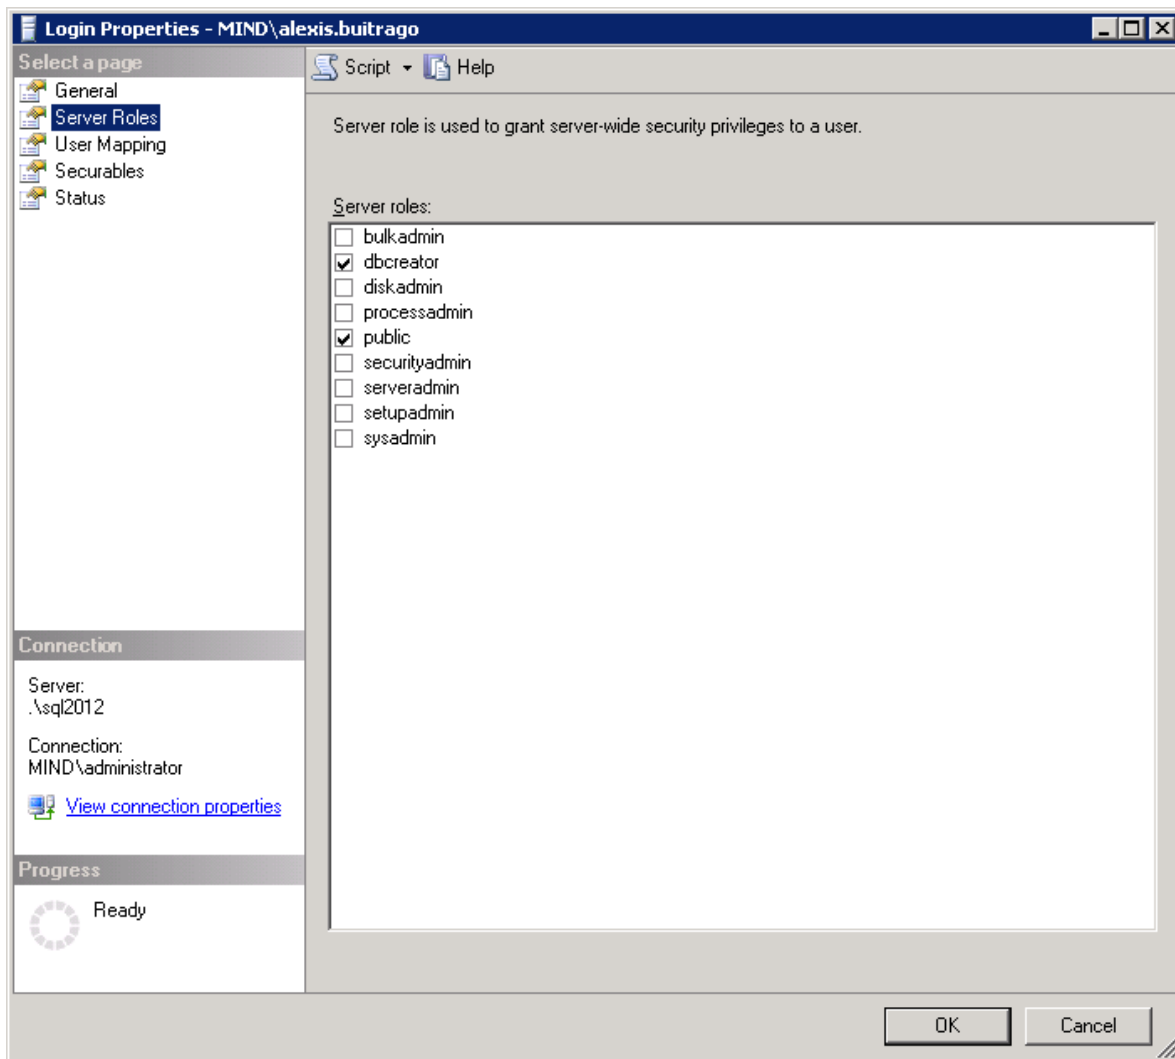 Login Properties - MIND\alexis.buitrago
Select a page
General
Server Roles
User Mapping
Securables
Status
Script
Help
Server role is used to grant server-wide security privileges to a user.
Server roles:
bulkadmin
dbcreator
diskadmin
processadmin
public
securityadmin
serveradmin
setupadmin
sysadmin
Connection
Server:
.\sql2012
Connection:
MIND\administrator
View connection properties
Progress
Ready
OK
Cancel